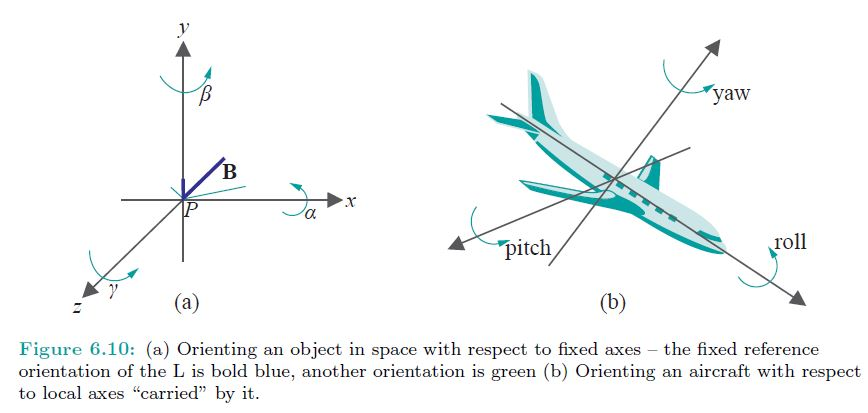 y
β
B
P
α
x
γ
z
(a)
yaw
pitch
roll
(b)
Figure 6.10: (a) Orienting an object in space with respect to fixed axes – the fixed reference
orientation of the L is bold blue, another orientation is green (b) Orienting an aircraft with respect
to local axes “carried” by it.